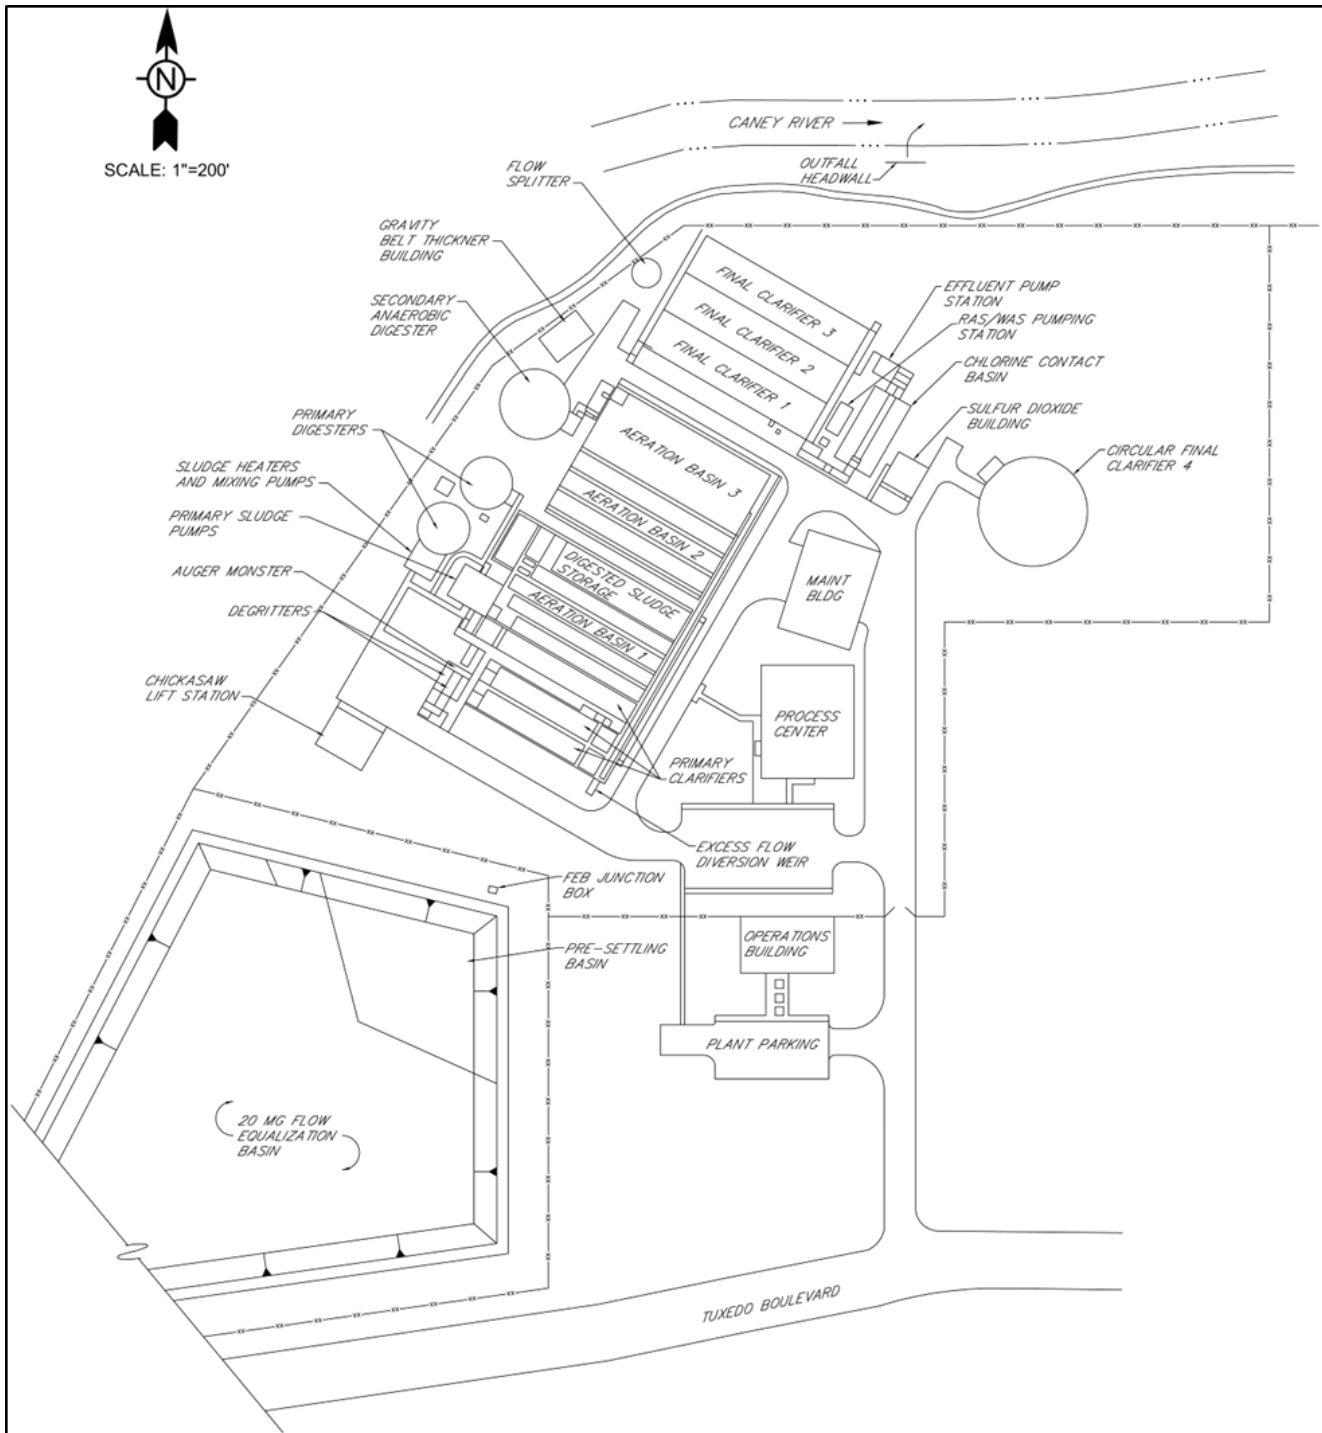 N
SCALE: 1"=200'
CANEY RIVER
OUTFALL
HEADWALL
FLOW
SPLITTER
GRAVITY
BELT THICKNER
BUILDING
SECONDARY
ANAEROBIC
DIGESTER
FINAL CLARIFIER 3
FINAL CLARIFIER 2
FINAL CLARIFIER 1
EFFLUENT PUMP
STATION
RAS/WAS PUMPING
STATION
CHLORINE CONTACT
BASIN
SULFUR DIOXIDE
BUILDING
CIRCULAR FINAL
CLARIFIER 4
PRIMARY
DIGESTERS
SLUDGE HEATERS
AND MIXING PUMPS
PRIMARY SLUDGE
PUMPS
AUGER MONSTER
DEGRITTERS
CHICKASAW
LIFT STATION
AERATION BASIN 3
AERATION BASIN 2
DIGESTED SLUDGE
STORAGE
AERATION BASIN 1
MAINT
BLDG
PROCESS
CENTER
PRIMARY
CLARIFIERS
EXCESS FLOW
DIVERSION WEIR
FEB JUNCTION
BOX
PRE-SETTLING
BASIN
OPERATIONS
BUILDING
PLANT PARKING
20 MG FLOW
EQUALIZATION
BASIN
TUXEDO BOULEVARD